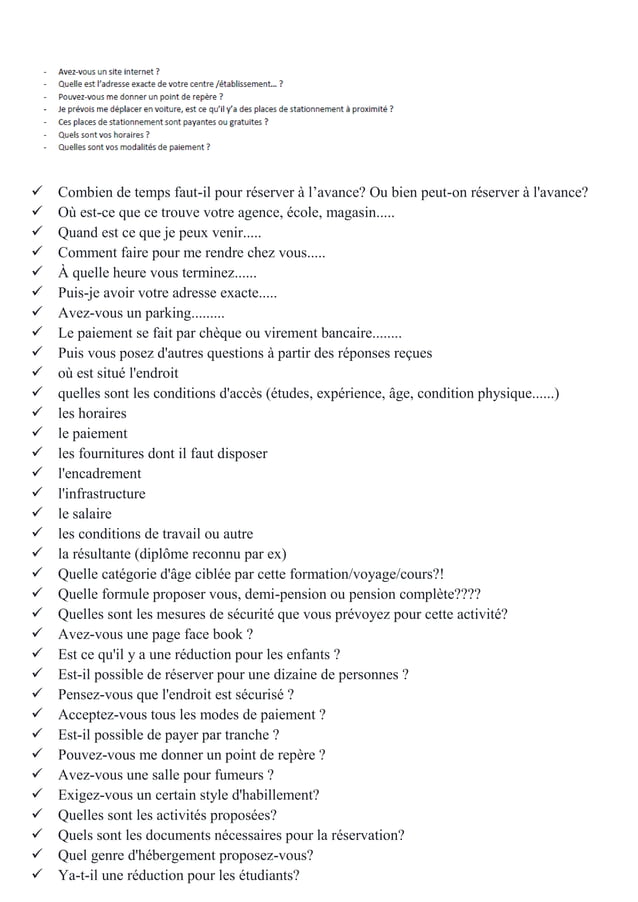 - Avez-vous un site internet ?
- Quelle est l'adresse exacte de votre centre /établissement... ?
- Pouvez-vous me donner un point de repère ?
- Je prévois me déplacer en voiture, est ce qu'il y'a des places de stationnement à proximité ?
- Ces places de stationnement sont payantes ou gratuites ?
- Quels sont vos horaires ?
- Quelles sont vos modalités de paiement ?
✓ Combien de temps faut-il pour réserver à l’avance? Ou bien peut-on réserver à l'avance?
✓ Où est-ce que ce trouve votre agence, école, magasin.....
✓ Quand est ce que je peux venir.....
✓ Comment faire pour me rendre chez vous.....
✓ À quelle heure vous terminez......
✓ Puis-je avoir votre adresse exacte.....
✓ Avez-vous un parking.........
✓ Le paiement se fait par chèque ou virement bancaire........
✓ Puis vous posez d'autres questions à partir des réponses reçues
✓ où est situé l'endroit
✓ quelles sont les conditions d'accès (études, expérience, âge, condition physique......)
✓ les horaires
✓ le paiement
✓ les fournitures dont il faut disposer
✓ l'encadrement
✓ l'infrastructure
✓ le salaire
✓ les conditions de travail ou autre
✓ la résultante (diplôme reconnu par ex)
✓ Quelle catégorie d'âge ciblée par cette formation/voyage/cours?!
✓ Quelle formule proposer vous, demi-pension ou pension complète????
✓ Quelles sont les mesures de sécurité que vous prévoyez pour cette activité?
✓ Avez-vous une page face book ?
✓ Est ce qu'il y a une réduction pour les enfants ?
✓ Est-il possible de réserver pour une dizaine de personnes ?
✓ Pensez-vous que l'endroit est sécurisé ?
✓ Acceptez-vous tous les modes de paiement ?
✓ Est-il possible de payer par tranche ?
✓ Pouvez-vous me donner un point de repère ?
✓ Avez-vous une salle pour fumeurs ?
✓ Exigez-vous un certain style d'habillement?
✓ Quelles sont les activités proposées?
✓ Quels sont les documents nécessaires pour la réservation?
✓ Quel genre d'hébergement proposez-vous?
✓ Ya-t-il une réduction pour les étudiants?